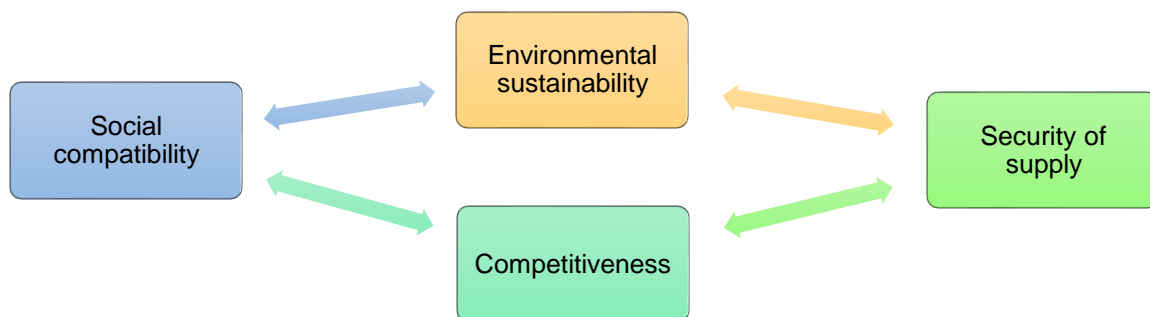 Social
compatibility
Environmental
sustainability
Competitiveness
Security of
supply